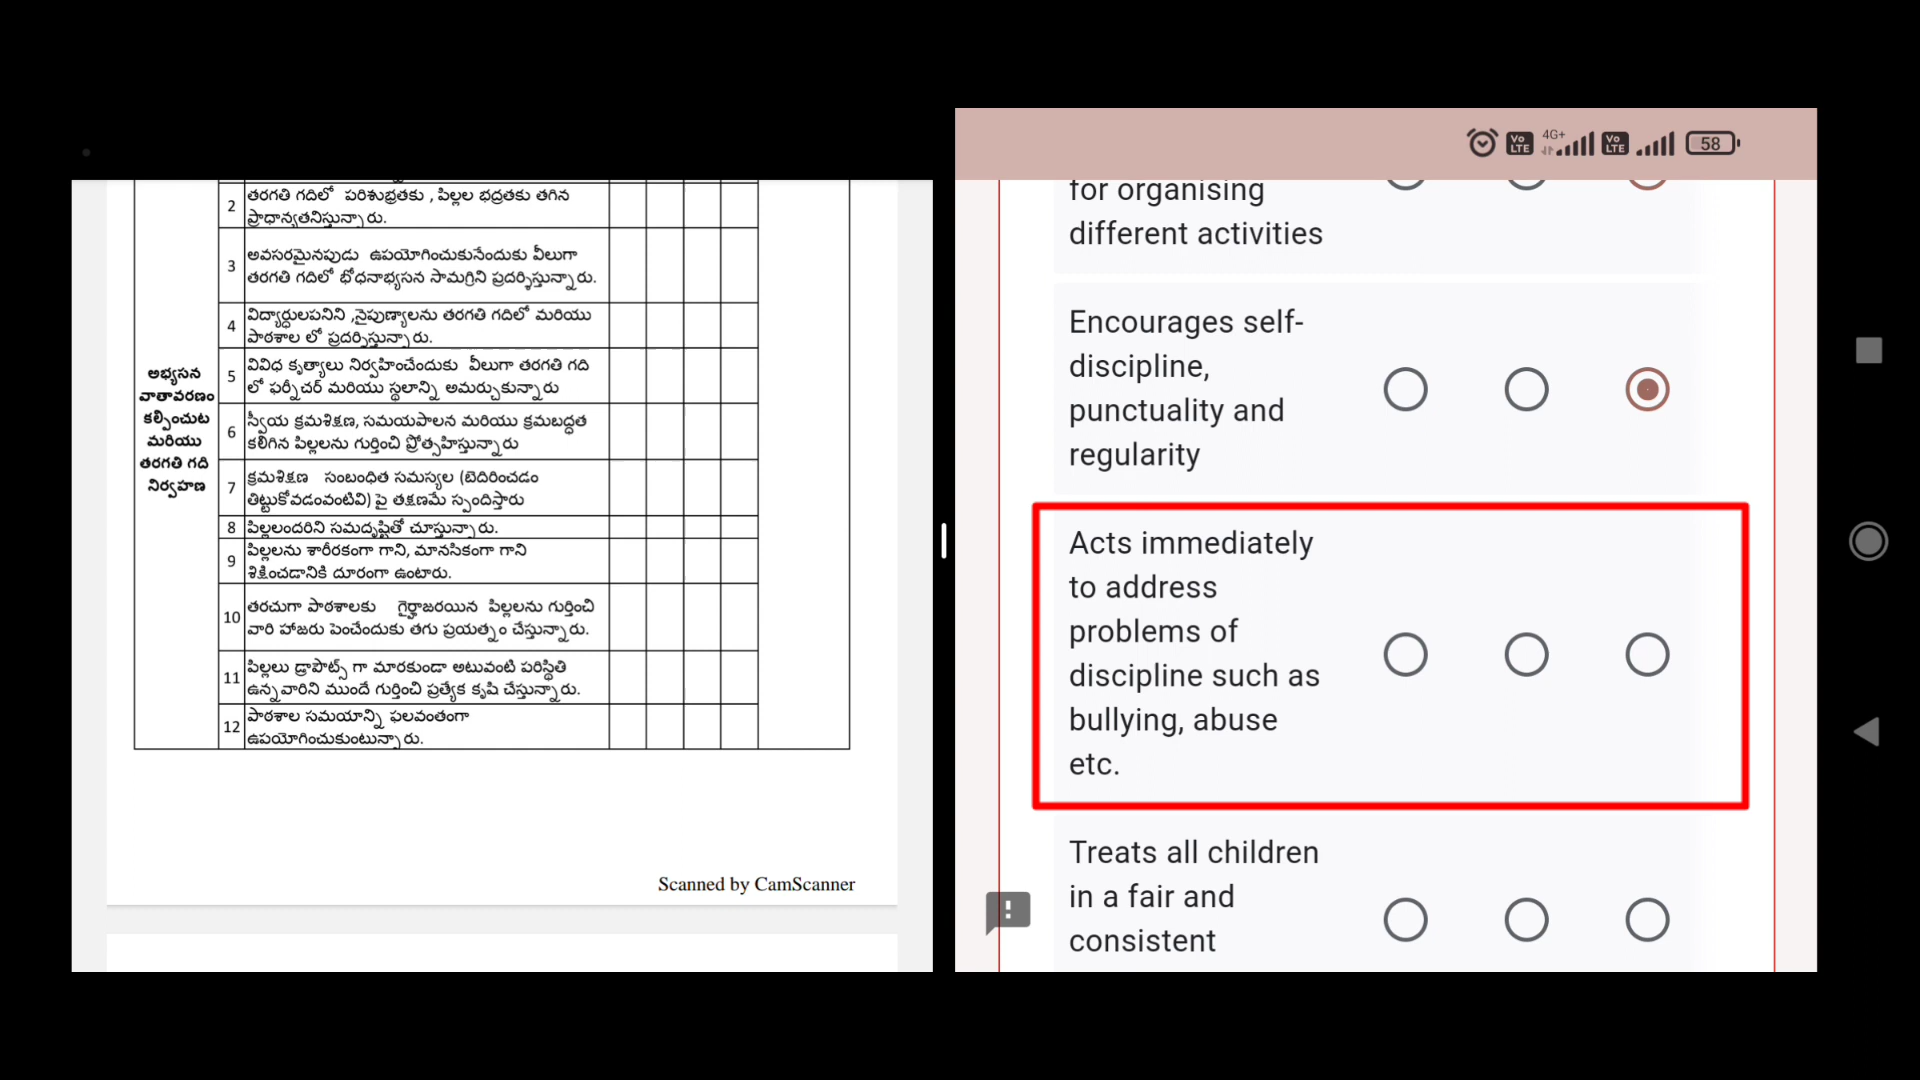 2 తరగతి గదిలో పరిశుభ్రతకు , పిల్లల భద్రతకు తగిన
ప్రాధాన్యతనిస్తున్నారు.
3 అవసరమైనపుడు ఉపయోగించుకునేందుకు వీలుగా
తరగతి గదిలో భోధనాభ్యసన సామగ్రిని ప్రదర్శిస్తున్నారు.
4 విద్యార్ధులపనిని ,నైపుణ్యాలను తరగతి గదిలో మరియు
పాఠశాల లో ప్రదర్శిస్తున్నారు.
అభ్యసన
వాతావరణం
కల్పించుట
మరియు
తరగతి గది
నిర్వహణ
5 వివిధ కృత్యాలు నిర్వహించేందుకు వీలుగా తరగతి గది
లో ఫర్నీచర్ మరియు స్థలాన్ని అమర్చుకున్నారు
6 స్వీయ క్రమశిక్షణ, సమయపాలన మరియు క్రమబద్ధత
కలిగిన పిల్లలను గుర్తించి ప్రోత్సహిస్తున్నారు
7 క్రమశిక్షణ సంబంధిత సమస్యల (బెదిరించడం
తిట్టుకోవడంవంటివి) పై తక్షణమే స్పందిస్తారు
8 పిల్లలందరిని సమదృష్టితో చూస్తున్నారు.
9 పిల్లలను శారీరకంగా గాని, మానసికంగా గాని
శిక్షించడానికి దూరంగా ఉంటారు.
10 తరచుగా పాఠశాలకు గైర్హాజరయిన పిల్లలను గుర్తించి
వారి హాజరు పెంచేందుకు తగు ప్రయత్నం చేస్తున్నారు.
11 పిల్లలు డ్రాపౌట్స్ గా మారకుండా అటువంటి పరిస్థితి
ఉన్నవారిని ముందే గుర్తించి ప్రత్యేక కృషి చేస్తున్నారు.
12 పాఠశాల సమయాన్ని ఫలవంతంగా
ఉపయోగించుకుంటున్నారు.
Scanned by CamScanner
Vo LTE 4G+ Vo LTE 58
for organising
different activities
Encourages self-
discipline,
punctuality and
regularity
Acts immediately
to address
problems of
discipline such as
bullying, abuse
etc.
Treats all children
in a fair and
consistent